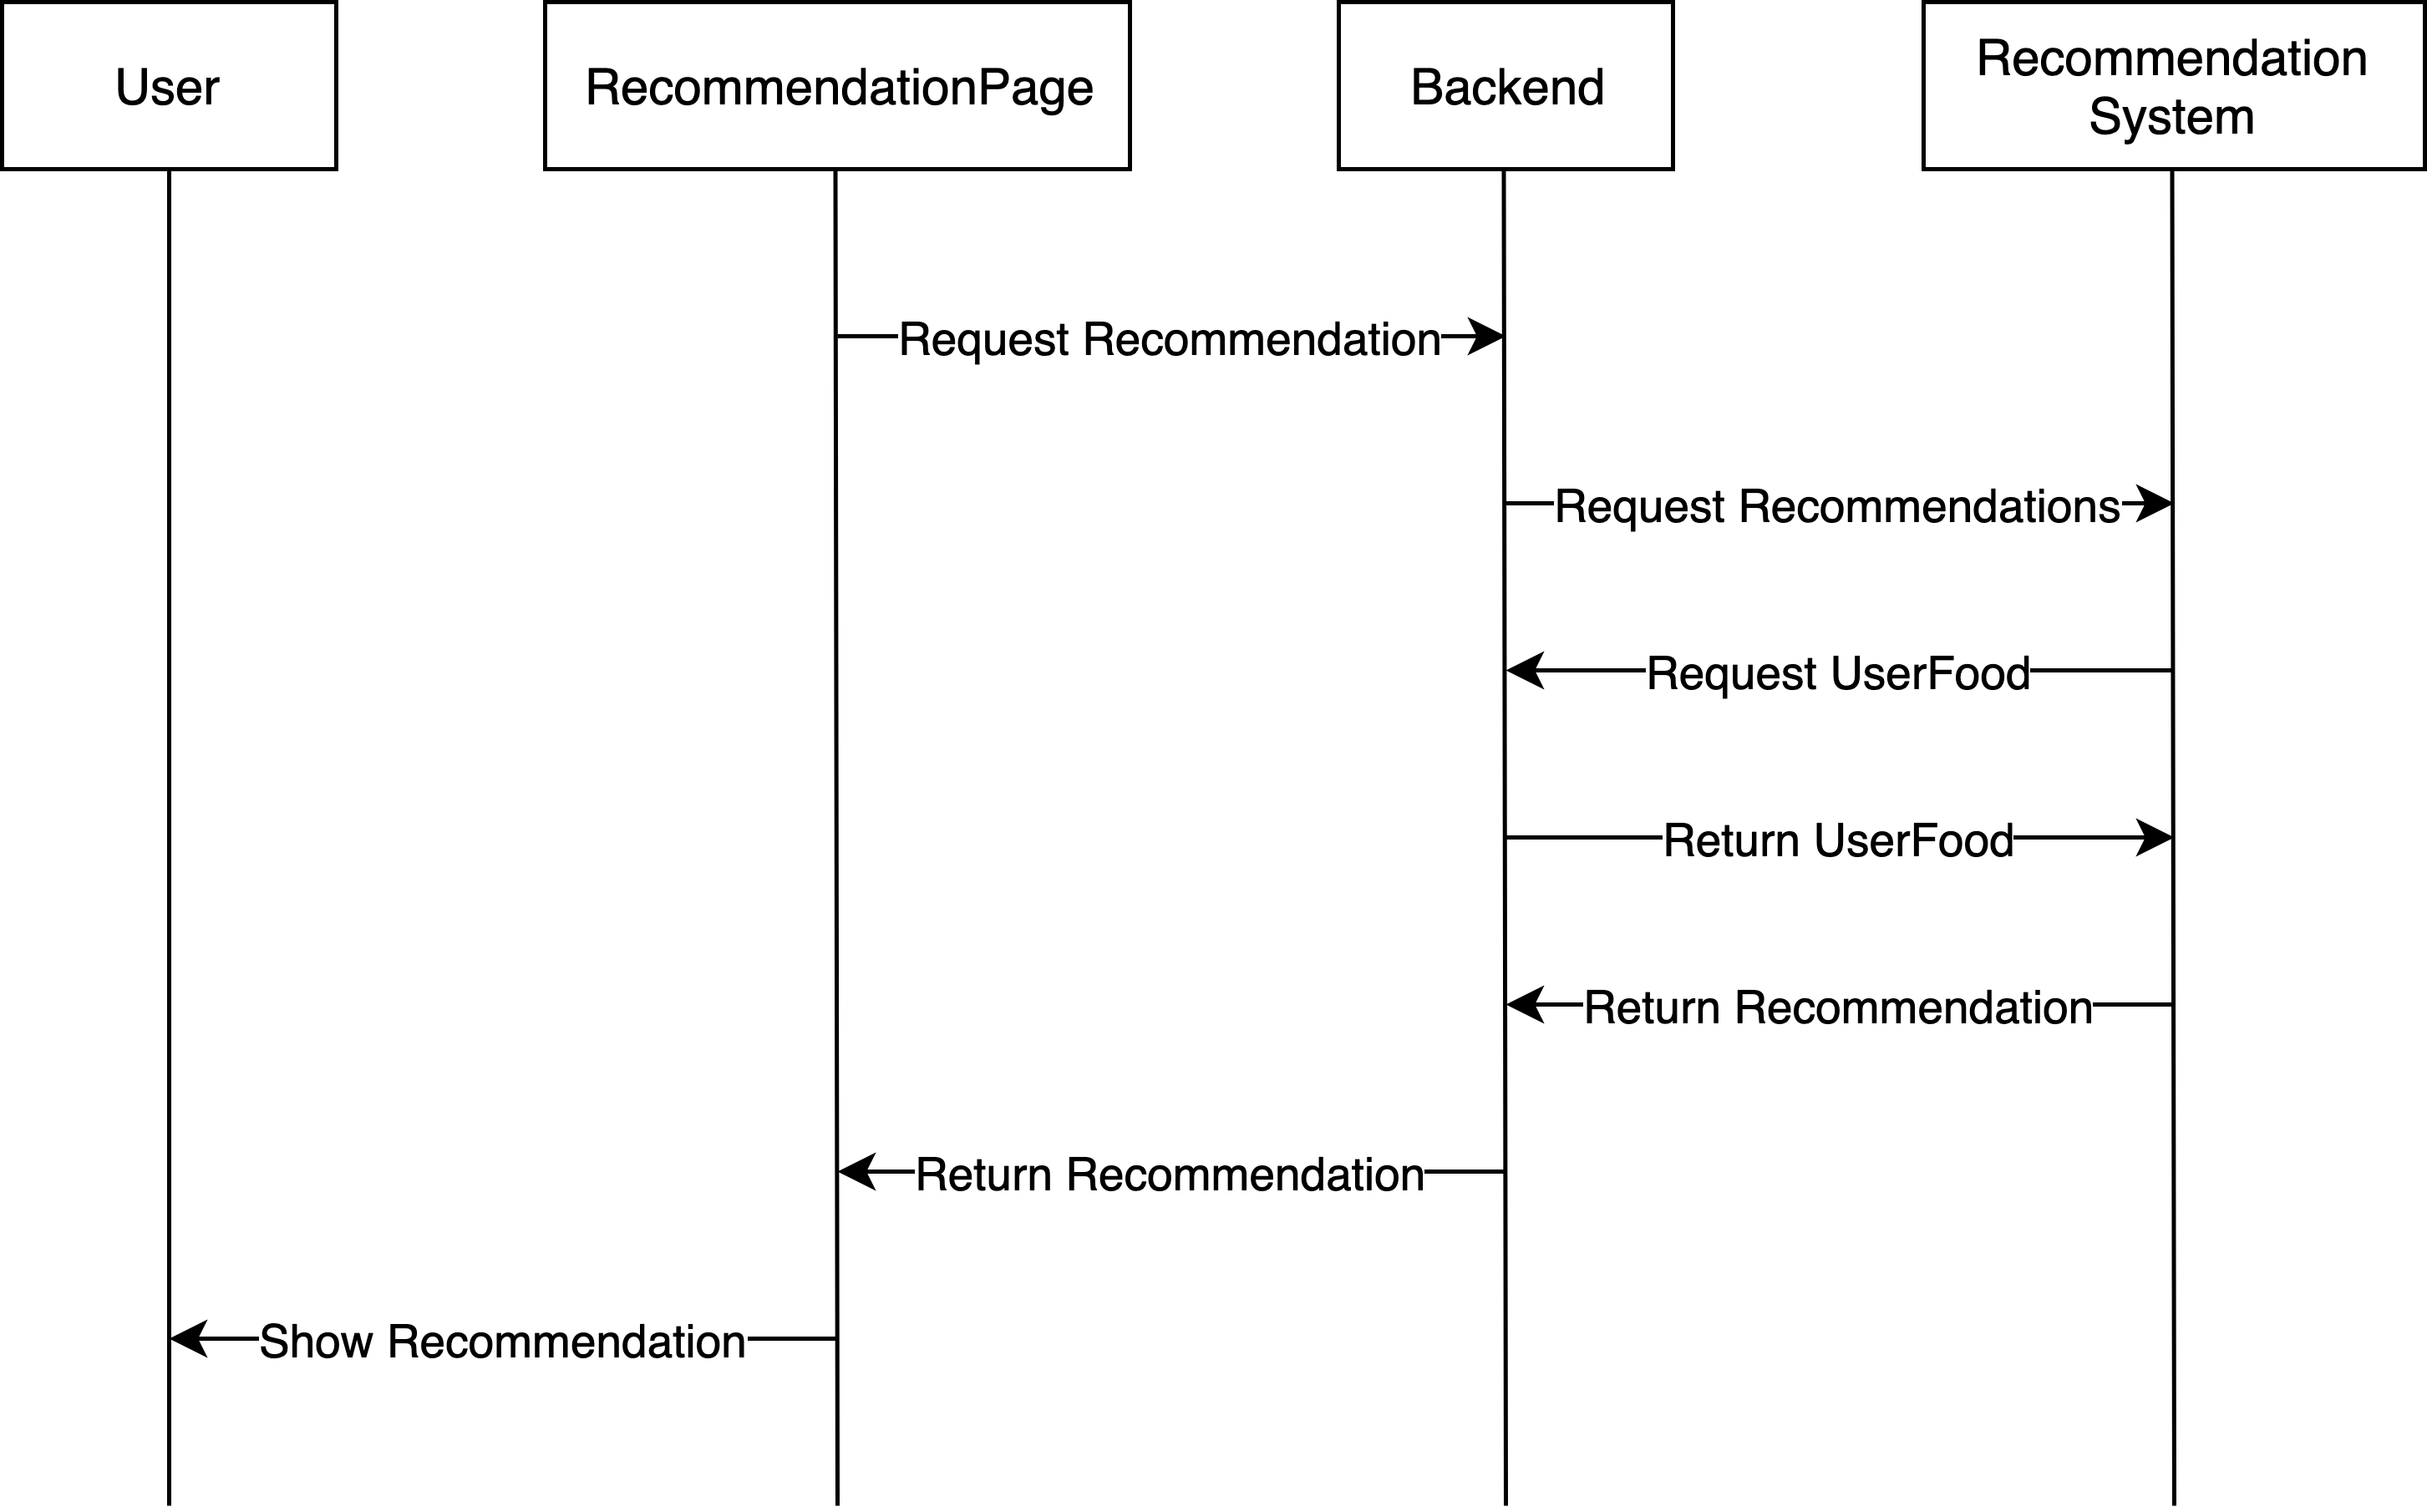 User
RecommendationPage
Backend
Recommendation
System
Request Recommendation
Request Recommendations
Request UserFood
Return UserFood
Return Recommendation
Return Recommendation
Show Recommendation